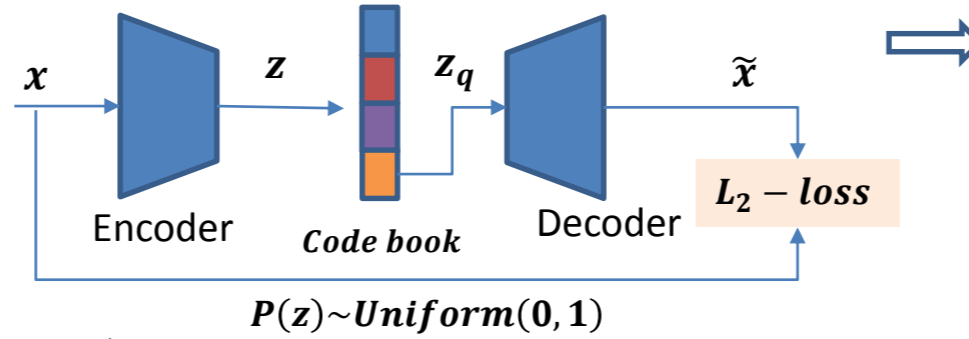 x
z
z_q
x̃
Encoder
Code book
Decoder
L_2 − loss
P(z)~Uniform(0, 1)